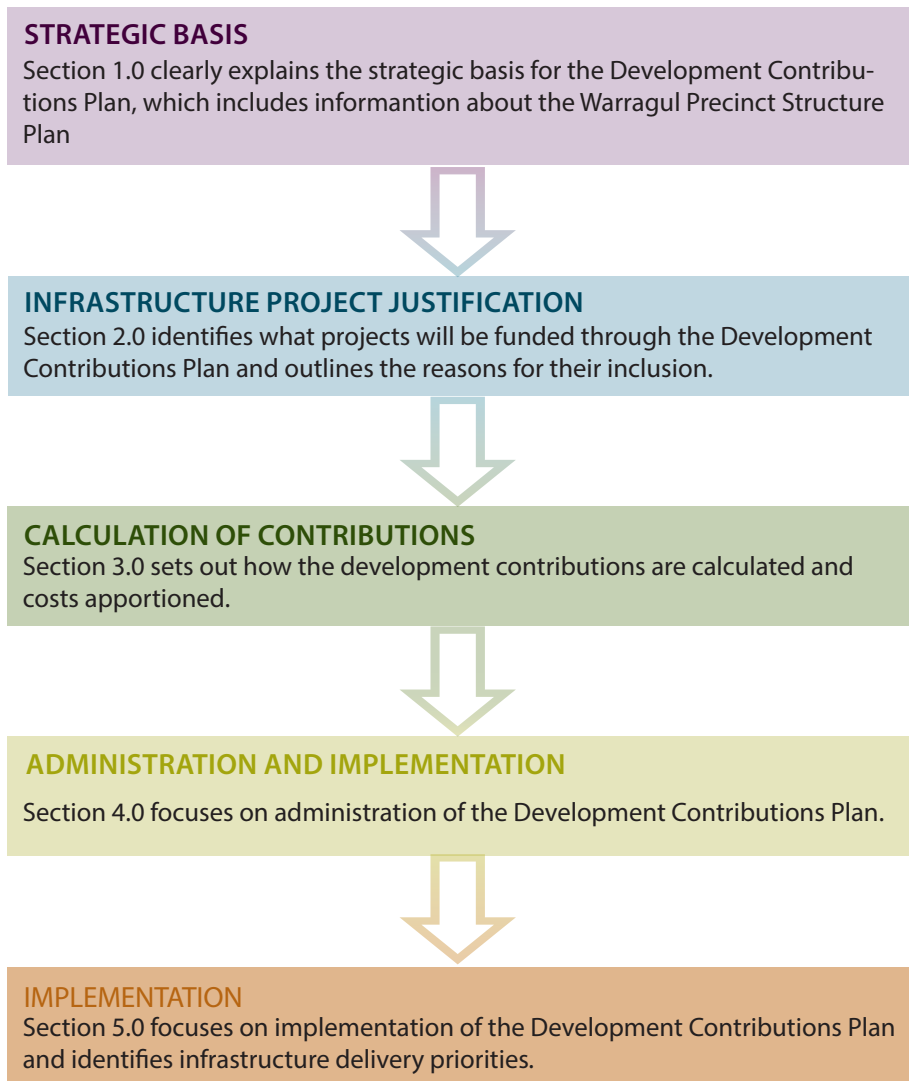 STRATEGIC BASIS
Section 1.0 clearly explains the strategic basis for the Development Contribu-
tions Plan, which includes informantion about the Warragul Precinct Structure
Plan
INFRASTRUCTURE PROJECT JUSTIFICATION
Section 2.0 identifies what projects will be funded through the Development
Contributions Plan and outlines the reasons for their inclusion.
CALCULATION OF CONTRIBUTIONS
Section 3.0 sets out how the development contributions are calculated and
costs apportioned.
ADMINISTRATION AND IMPLEMENTATION
Section 4.0 focuses on administration of the Development Contributions Plan.
IMPLEMENTATION
Section 5.0 focuses on implementation of the Development Contributions Plan
and identifies infrastructure delivery priorities.